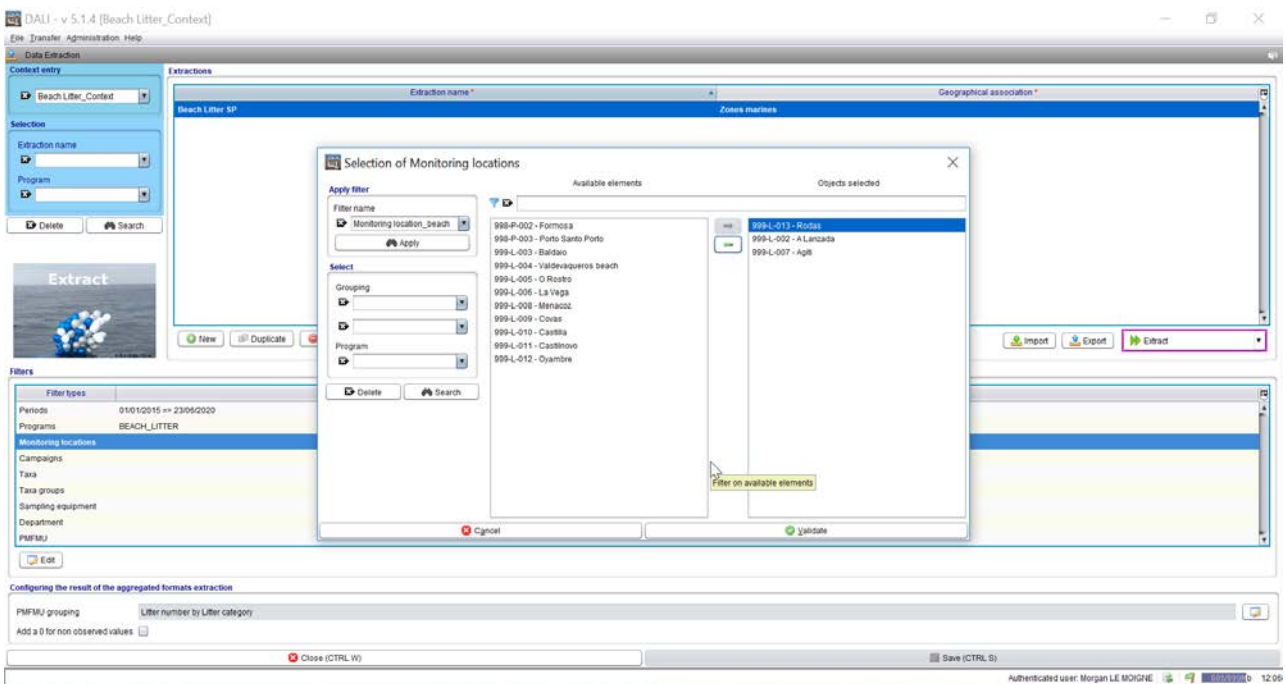 DALI - v 5.1.4 [Beach Litter_Context]
File Transfer Administration Help
Data Extraction
Context entry
Beach Litter_Context
Selection
Extraction name
Program
Delete
Search
Extract
Extractions
Extraction name *
Geographical association *
Beach Litter SP
Zones marines
New
Duplicate
Import
Export
Extract
Selection of Monitoring locations
Apply filter
Filter name
Monitoring location_beach
Apply
Select
Grouping
Program
Delete
Search
Available elements
Objects selected
998-P-002 - Formosa
998-P-003 - Porto Santo Porto
999-L-003 - Baldaio
999-L-004 - Valdevaqueros beach
999-L-005 - O Rostro
999-L-006 - La Vega
999-L-008 - Menacoz
999-L-009 - Covas
999-L-010 - Castilla
999-L-011 - Castilnovo
999-L-012 - Oyambre
999-L-013 - Rodas
999-L-002 - A Lanzada
999-L-007 - Agiti
Filter on available elements
Cancel
Validate
Filters
Filter types
Periods 01/01/2015 => 23/06/2020
Programs BEACH_LITTER
Monitoring locations
Campaigns
Taxa
Taxa groups
Sampling equipment
Department
PMFMU
Edit
Configuring the result of the aggregated formats extraction
PMFMU grouping Litter number by Litter category
Add a 0 for non observed values
Close (CTRL W)
Save (CTRL S)
Authenticated user: Morgan LE MOIGNE
12:06